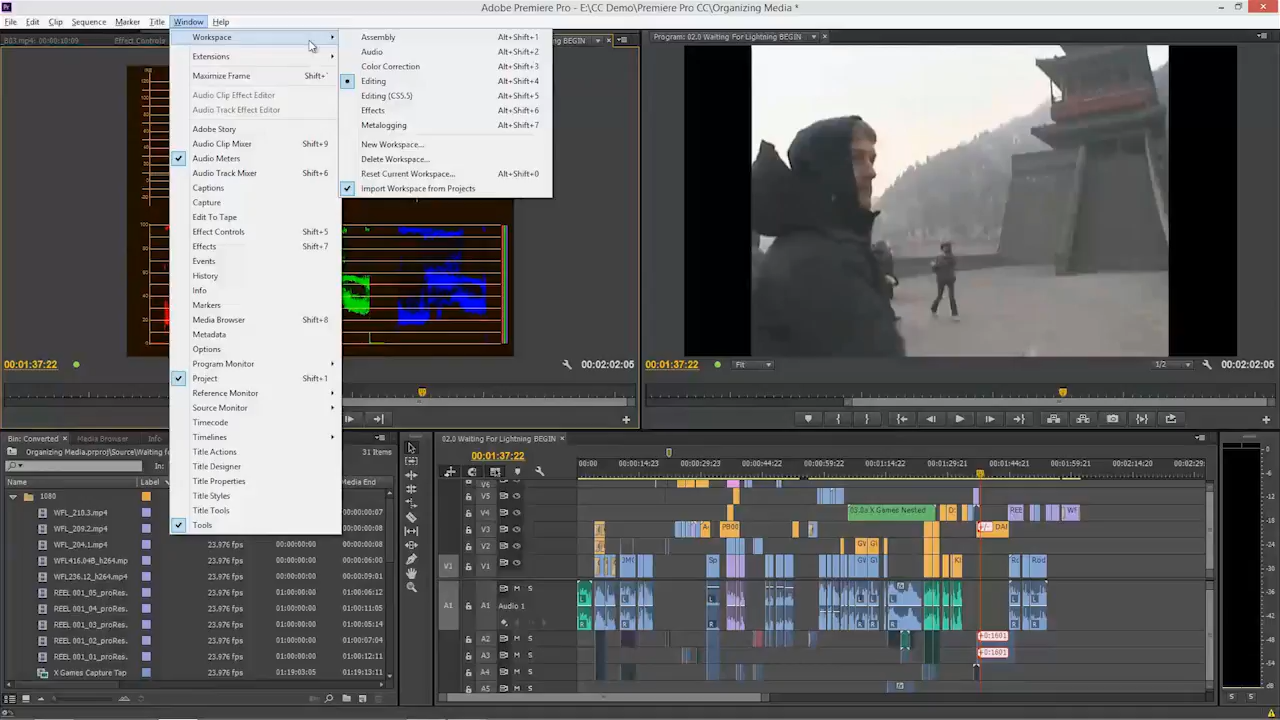 Adobe Premiere Pro - E:\CC Demo\Premiere Pro CC\Organizing Media *
File Edit Clip Sequence Marker Title Window Help
B03.mp4: 00:00:18:09
Effect Controls
BEGIN
Program: 02.0 Waiting For Lightning BEGIN
Workspace
Extensions
Maximize Frame Shift+`
Audio Clip Effect Editor
Audio Track Effect Editor
Adobe Story
Audio Clip Mixer Shift+9
Audio Meters
Audio Track Mixer Shift+6
Captions
Capture
Edit To Tape
Effect Controls Shift+5
Effects Shift+7
Events
History
Info
Markers
Media Browser Shift+8
Metadata
Options
Program Monitor
Project Shift+1
Reference Monitor
Source Monitor
Timecode
Timelines
Title Actions
Title Designer
Title Properties
Title Styles
Title Tools
Tools
Assembly Alt+Shift+1
Audio Alt+Shift+2
Color Correction Alt+Shift+3
Editing Alt+Shift+4
Editing (CS5.5) Alt+Shift+5
Effects Alt+Shift+6
Metalogging Alt+Shift+7
New Workspace...
Delete Workspace...
Reset Current Workspace... Alt+Shift+0
Import Workspace from Projects
00:01:37:22
00:02:02:05
00:01:37:22
Fit
1/2
00:02:02:05
Bin: Converted
Media Browser
Info
Organizing Media.prproj\Source\Waiting fo
31 Items
In:
Name
Label
Media End
1080
WFL_210.3.mp4
WFL_209.2.mp4
WFL_204.1.mp4 23.976 fps 00:00:00:00 00:00:00:06
WFL416.04B_h264.mp 23.976 fps 00:00:00:00 00:00:00:06
WFL236.12_h264.mp4 23.976 fps 00:00:00:00 00:00:09:01
REEL 001_05_proRes. 23.976 fps 00:00:00:00 00:01:06:12
REEL 001_04_proRes. 23.976 fps 00:00:00:00 00:01:11:05
REEL 001_03_proRes. 23.976 fps 00:00:00:00 00:01:05:14
REEL 001_02_proRes. 23.976 fps 00:00:00:00 00:01:07:04
REEL 001_01_proRes. 23.976 fps 00:00:00:00 00:01:12:11
X Games Capture Tap 23.976 fps 01:19:03:05 01:19:13:11
02.0 Waiting For Lightning BEGIN
00:01:37:22
00:00 00:00:14:23 00:00:29:23 00:00:44:22 00:00:59:22 00:01:14:22 00:01:29:21 00:01:44:21 00:01:59:21 00:02:14:20 00:02:29:
V6
V5
V4
03.0a X Games Nested
REE
V3
PB00
DAI
V2
V1 V1
A1 A1 Audio 1
M S
A2 M S
A3 M S
A5
S S
0